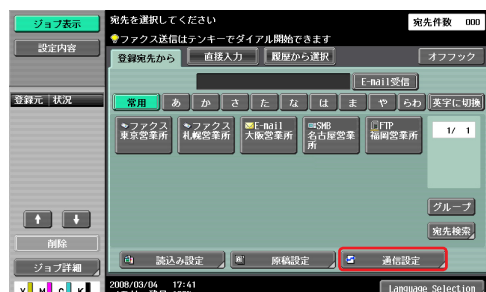 ジョブ表示
宛先を選択してください
宛先件数 000
ファクス送信はテンキーでダイアル開始できます
設定内容
登録宛先から
直接入力
履歴から選択
オフフック
E-mail受信
登録元 状況
常用 あ か さ た な は ま や らわ 英字に切換
ファクス
東京営業所
ファクス
札幌営業所
E-mail
大阪営業所
SMB
名古屋営業
所
FTP
福岡営業所
1/ 1
グループ
宛先検索
削除
ジョブ詳細
読込み設定
原稿設定
通信設定
Y M C K
2008/03/04 17:41
Language Selection